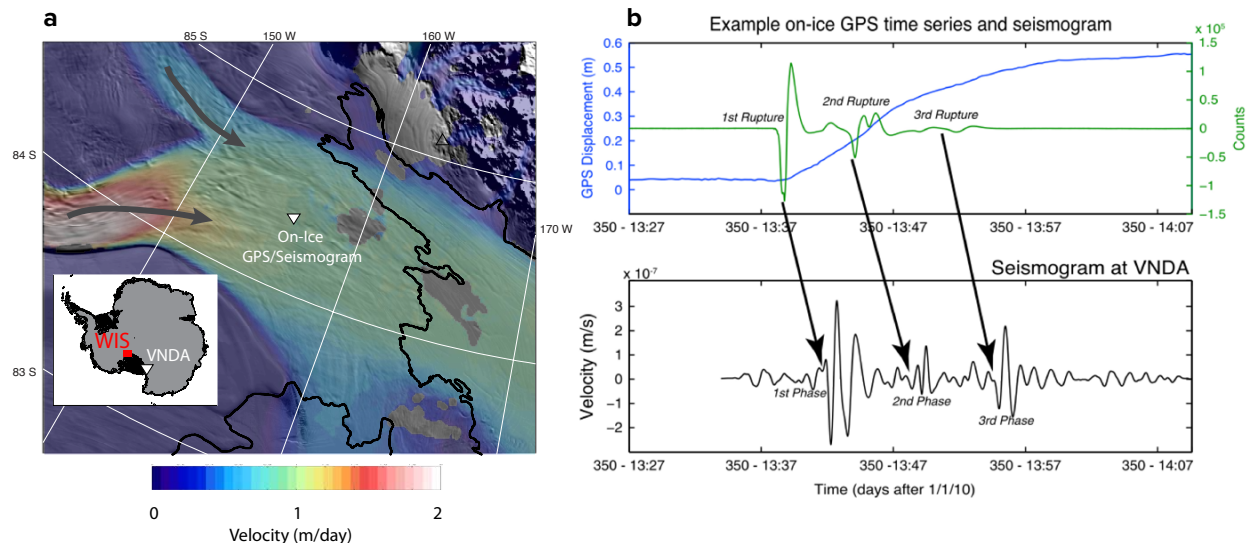 a
85 S
150 W
160 W
84 S
170 W
83 S
On-Ice
GPS/Seismogram
WIS
VNDA
0
1
2
Velocity (m/day)
b
Example on-ice GPS time series and seismogram
x 10⁵
GPS Displacement (m)
0.6
0.5
0.4
0.3
0.2
0.1
0
1.5
1
0.5
0
-0.5
-1
-1.5
Counts
1st Rupture
2nd Rupture
3rd Rupture
350 - 13:27
350 - 13:37
350 - 13:47
350 - 13:57
350 - 14:07
x 10⁻⁷
Seismogram at VNDA
Velocity (m/s)
3
2
1
0
−1
−2
1st Phase
2nd Phase
3rd Phase
350 - 13:27
350 - 13:37
350 - 13:47
350 - 13:57
350 - 14:07
Time (days after 1/1/10)